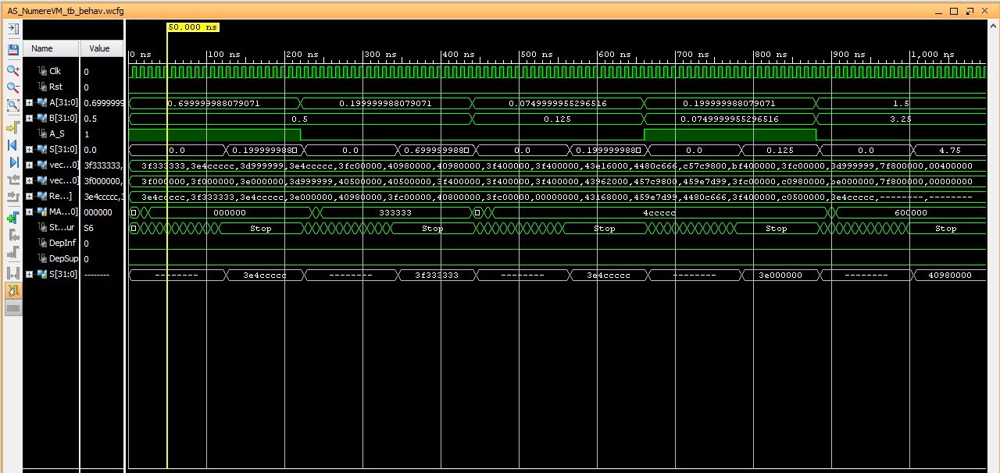 AS_NumereVM_tb_behav.wcfg
50.000 ns
Name Value
0 ns 100 ns 200 ns 300 ns 400 ns 500 ns 600 ns 700 ns 800 ns 900 ns 1,000 ns
Clk 0
Rst 0
A[31:0] 0.6999999 0.699999988079071 0.199999988079071 0.0749999955296516 0.199999988079071 1.5
B[31:0] 0.5 0.5 0.125 0.0749999955296516 3.25
A_S 1
S[31:0] 0.0 0.0 0.199999988 0.0 0.699999988 0.0 0.199999988 0.0 0.125 0.0 4.75
vec...0] 3f333333, 3f333333,3e4ccccc,3d999999,3e4ccccc,3fc00000,40980000,40980000,3f400000,3f400000,43e16000,4480c666,c57c9800,bf400000,3fc00000,3d999999,7f800000,00400000
vec...0] 3f000000, 3f000000,3f000000,3e000000,3d999999,40500000,40500000,3f400000,3f400000,3f400000,43962000,457c9800,459e7d99,3fc00000,c0980000,be000000,7f800000,00000000
Re...] 3e4ccccc,3 3e4ccccc,3f333333,3e4ccccc,3e000000,40980000,3fc00000,40800000,3fc00000,00000000,43168000,459e7d99,4480c666,3f400000,c0500000,3e4ccccc,--------,--------
MA...0] 000000 000000 333333 4ccccc 600000
St...ur S6 Stop Stop Stop Stop Stop
DepInf 0
DepSup 0
S[31:0] -------- -------- 3e4ccccc -------- 3f333333 -------- 3e4ccccc -------- 3e000000 -------- 40980000